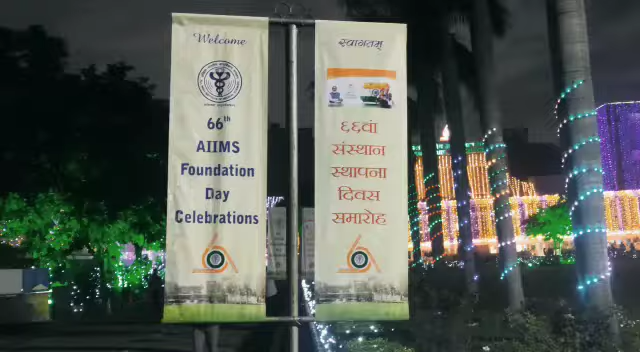 Welcome
66th
AIIMS
Foundation
Day
Celebrations
स्वागतम्
६६वां
संस्थान
स्थापना
दिवस
समारोह